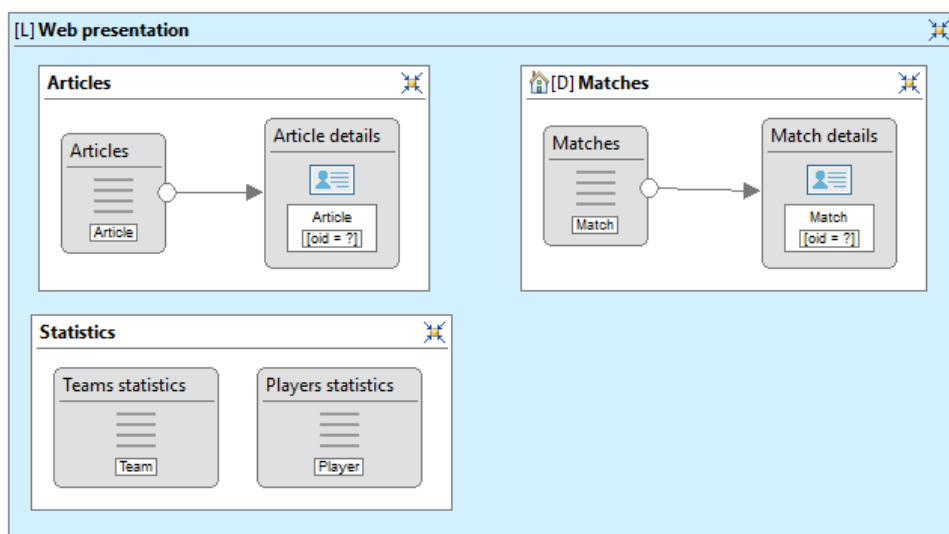 [L] Web presentation
Articles
Articles
Article
Article details
Article
[oid = ?]
[D] Matches
Matches
Match
Match details
Match
[oid = ?]
Statistics
Teams statistics
Team
Players statistics
Player